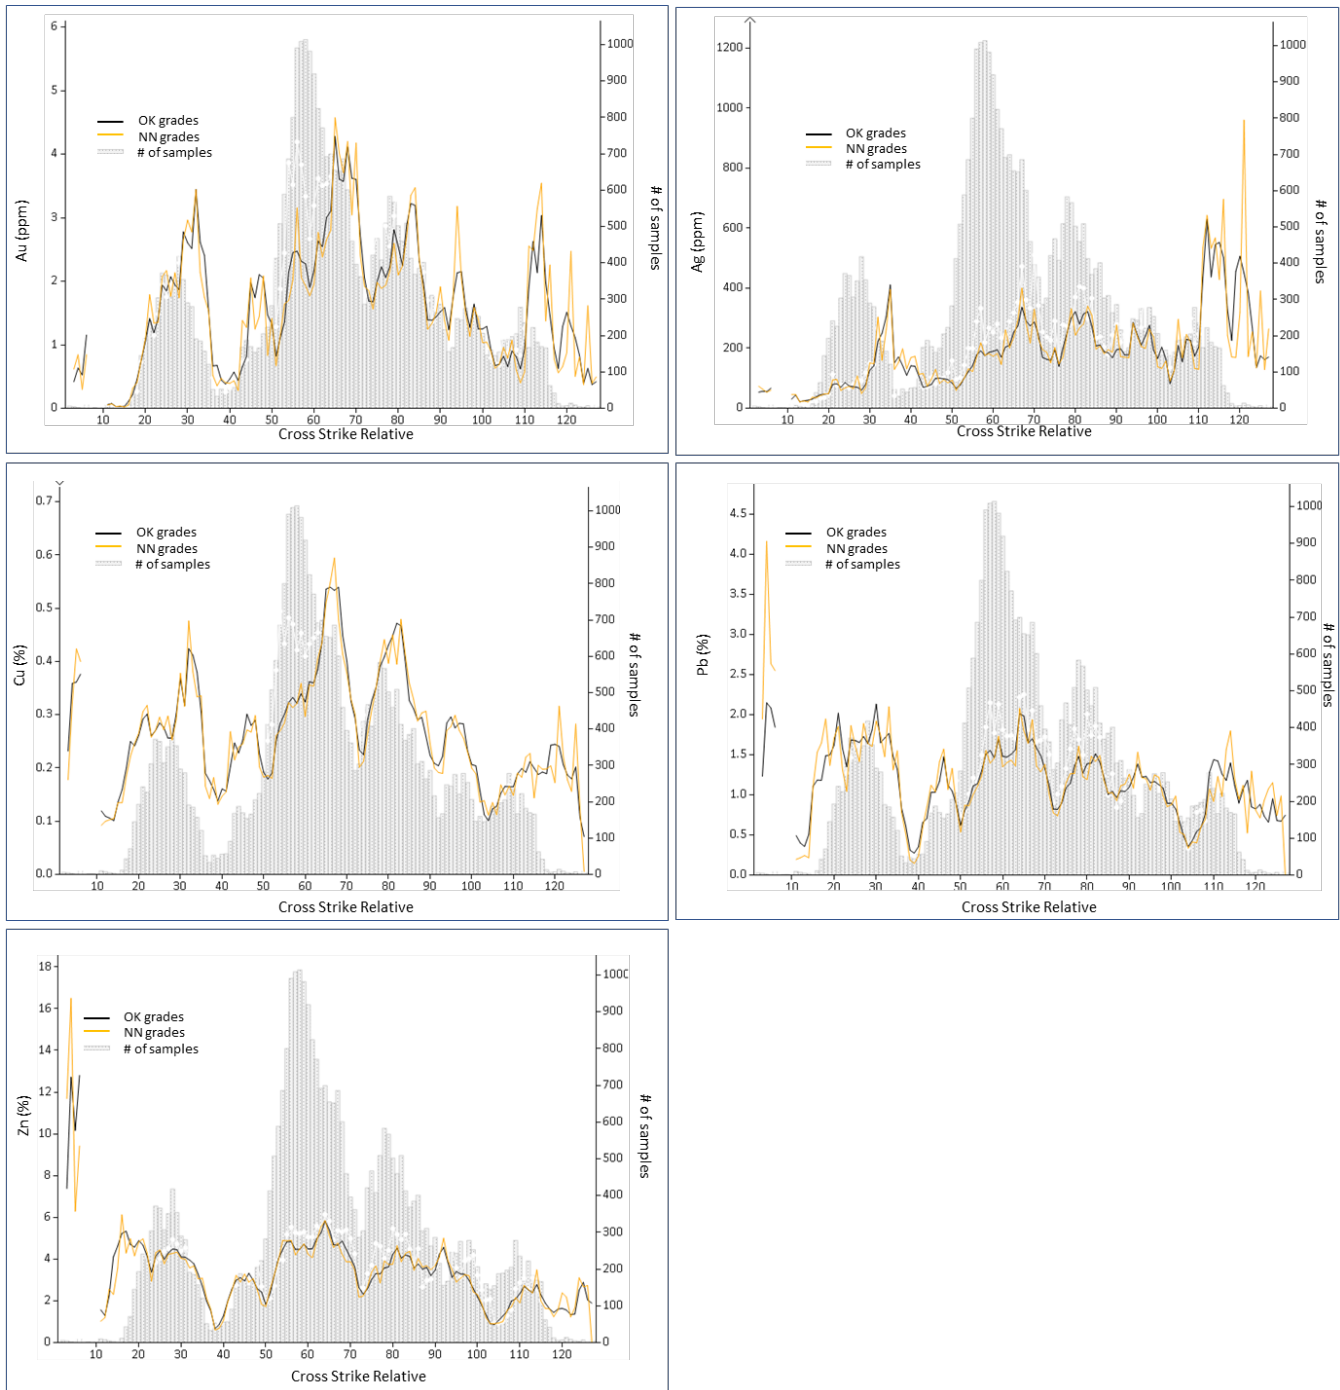 6
5
4
3
2
1
0
Au (ppm)
OK grades
NN grades
# of samples
1000
900
800
700
600
500
400
300
200
100
0
# of samples
10 20 30 40 50 60 70 80 90 100 110 120
Cross Strike Relative
1200
1000
800
600
400
200
0
Ag (ppm)
OK grades
NN grades
# of samples
1000
900
800
700
600
500
400
300
200
100
0
# of samples
10 20 30 40 50 60 70 80 90 100 110 120
Cross Strike Relative
0.7
0.6
0.5
0.4
0.3
0.2
0.1
0.0
Cu (%)
OK grades
NN grades
# of samples
1000
900
800
700
600
500
400
300
200
100
0
# of samples
10 20 30 40 50 60 70 80 90 100 110 120
Cross Strike Relative
4.5
4.0
3.5
3.0
2.5
2.0
1.5
1.0
0.5
0.0
Pb (%)
OK grades
NN grades
# of samples
1000
900
800
700
600
500
400
300
200
100
0
# of samples
10 20 30 40 50 60 70 80 90 100 110 120
Cross Strike Relative
18
16
14
12
10
8
6
4
2
0
Zn (%)
OK grades
NN grades
# of samples
1000
900
800
700
600
500
400
300
200
100
0
# of samples
10 20 30 40 50 60 70 80 90 100 110 120
Cross Strike Relative